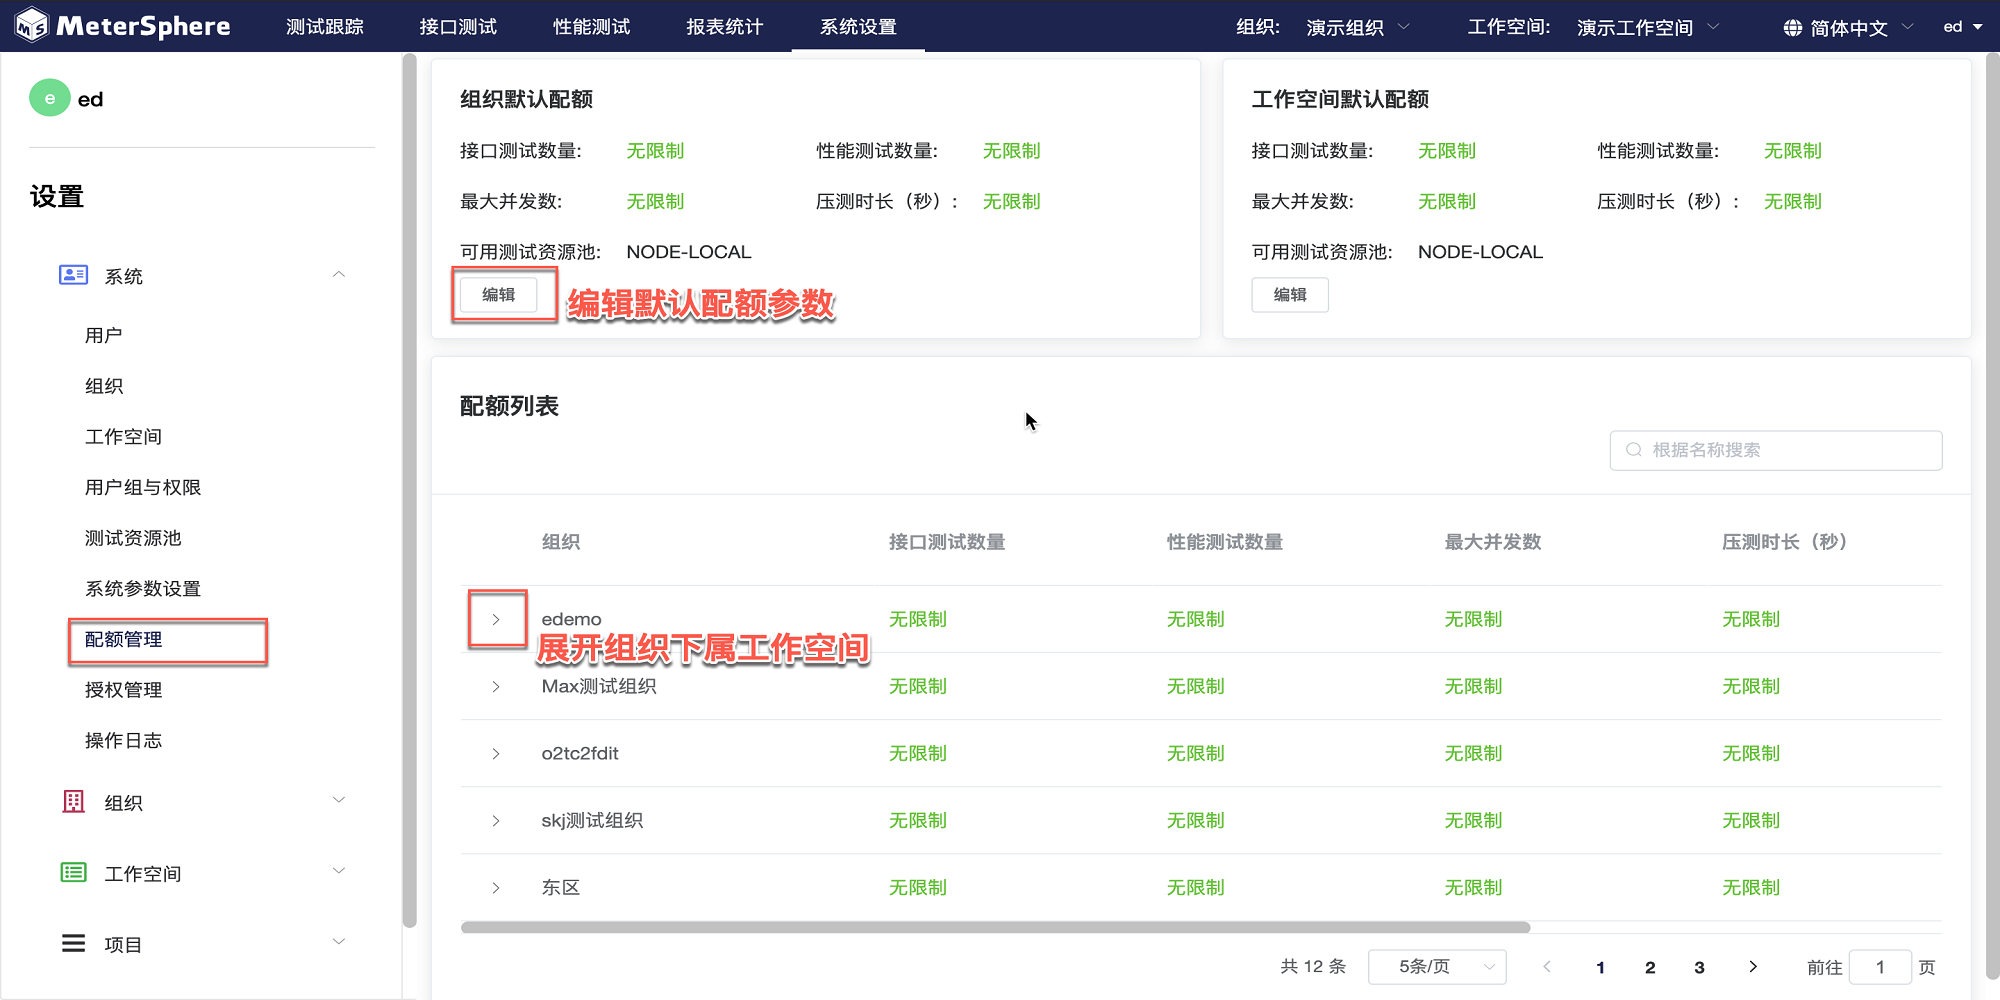 MeterSphere 测试跟踪 接口测试 性能测试 报表统计 系统设置 组织: 演示组织 工作空间: 演示工作空间 简体中文 ed
e ed
设置
系统
用户
组织
工作空间
用户组与权限
测试资源池
系统参数设置
配额管理
授权管理
操作日志
组织
工作空间
项目
组织默认配额
接口测试数量: 无限制 性能测试数量: 无限制
最大并发数: 无限制 压测时长（秒）: 无限制
可用测试资源池: NODE-LOCAL
编辑 编辑默认配额参数
工作空间默认配额
接口测试数量: 无限制 性能测试数量: 无限制
最大并发数: 无限制 压测时长（秒）: 无限制
可用测试资源池: NODE-LOCAL
编辑
配额列表
根据名称搜索
组织 接口测试数量 性能测试数量 最大并发数 压测时长（秒）
edemo 无限制 无限制 无限制 无限制
展开组织下属工作空间
Max测试组织 无限制 无限制 无限制 无限制
o2tc2fdit 无限制 无限制 无限制 无限制
skj测试组织 无限制 无限制 无限制 无限制
东区 无限制 无限制 无限制 无限制
共 12 条 5条/页 1 2 3 前往 1 页